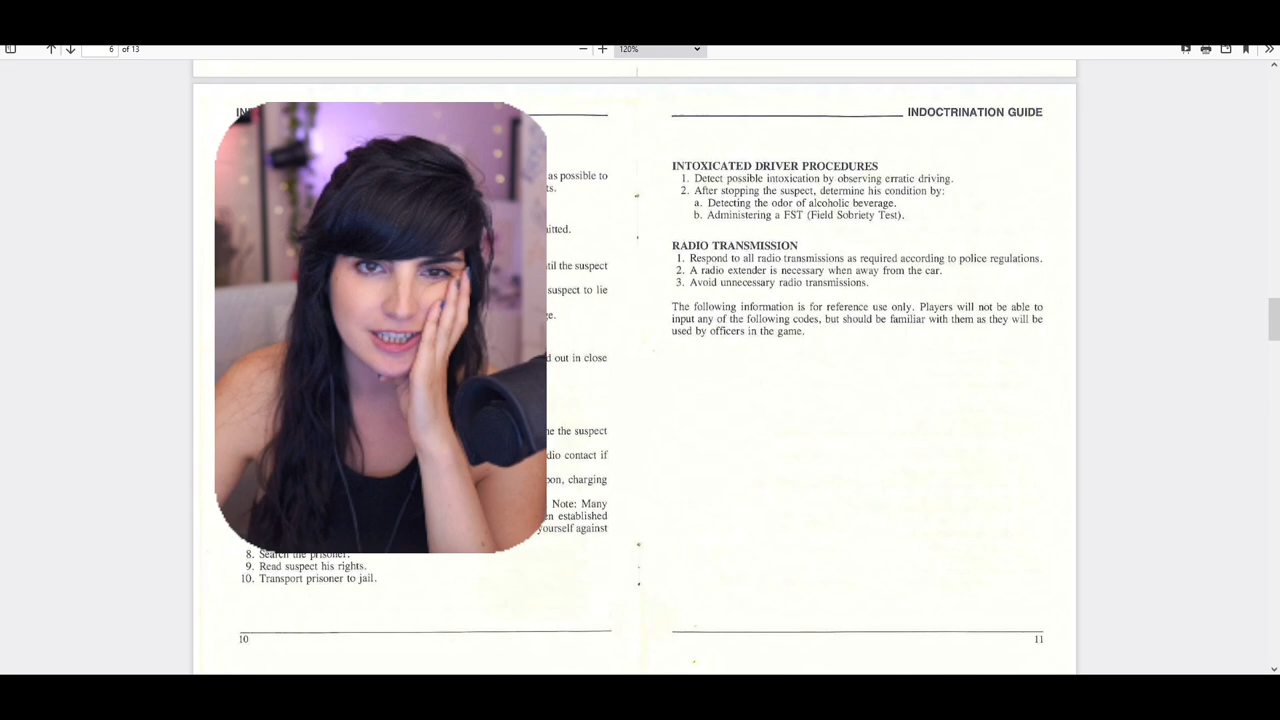 6 of 13
120%
IN
as possible to
ts.
itted.
til the suspect
suspect to lie
ge.
d out in close
ne the suspect
dio contact if
pon, charging
Note: Many
en established
yourself against
8. Search the prisoner.
9. Read suspect his rights.
10. Transport prisoner to jail.
10
INDOCTRINATION GUIDE
INTOXICATED DRIVER PROCEDURES
1. Detect possible intoxication by observing erratic driving.
2. After stopping the suspect, determine his condition by:
a. Detecting the odor of alcoholic beverage.
b. Administering a FST (Field Sobriety Test).
RADIO TRANSMISSION
1. Respond to all radio transmissions as required according to police regulations.
2. A radio extender is necessary when away from the car.
3. Avoid unnecessary radio transmissions.
The following information is for reference use only. Players will not be able to
input any of the following codes, but should be familiar with them as they will be
used by officers in the game.
11